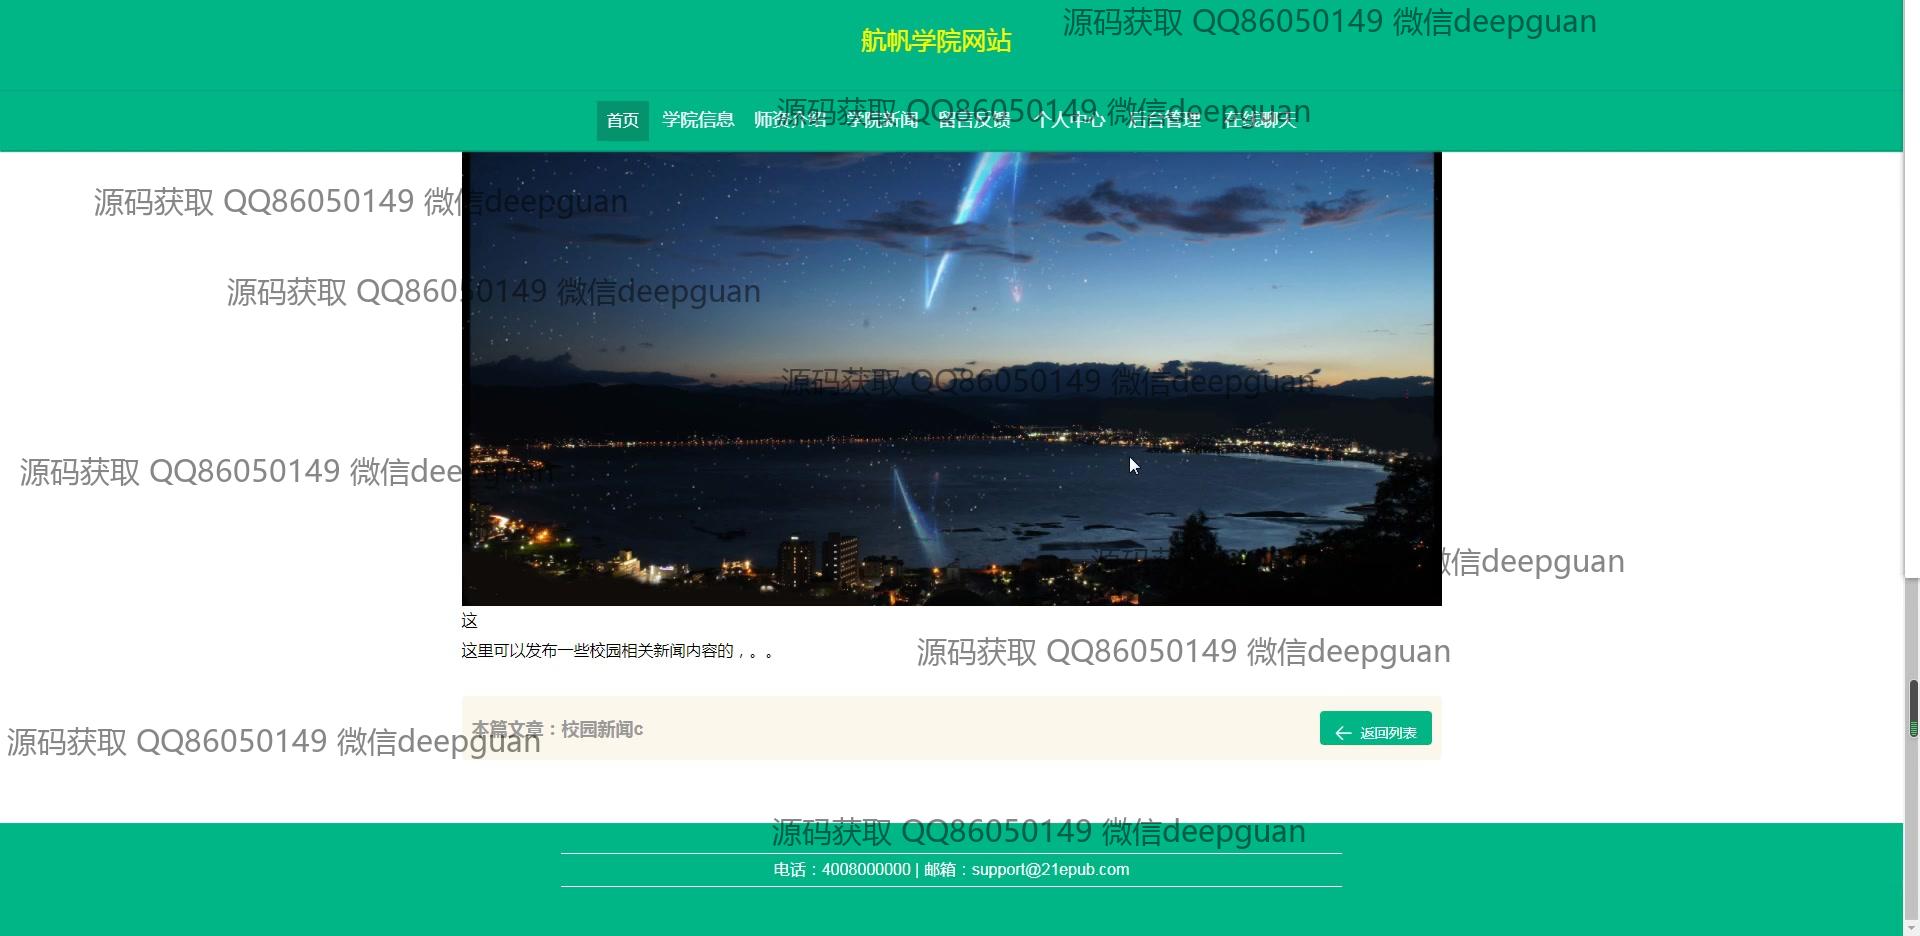 源码获取 QQ86050149 微信deepguan
航帆学院网站
源码获取 QQ86050149 微信deepguan
首页 学院信息 师资介绍 学院新闻 留言反馈 个人中心 后台管理 在线聊天
源码获取 QQ86050149 微信deepguan
源码获取 QQ86050149 微信deepguan
源码获取 QQ86050149 微信deepguan
源码获取 QQ86050149 微信deepguan
微信deepguan
这
这里可以发布一些校园相关新闻内容的，。。
源码获取 QQ86050149 微信deepguan
本篇文章：校园新闻c
返回列表
源码获取 QQ86050149 微信deepguan
源码获取 QQ86050149 微信deepguan
电话：4008000000 | 邮箱：support@21epub.com